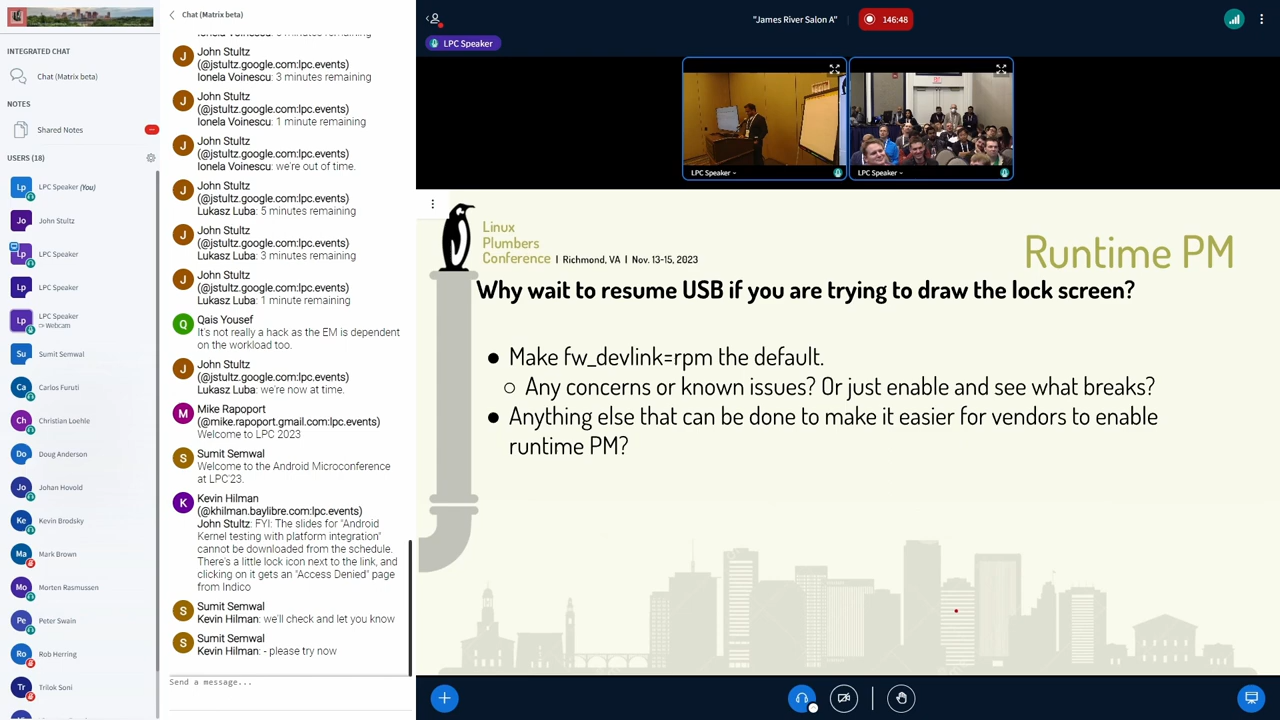 INTEGRATED CHAT
Chat (Matrix beta)
NOTES
Shared Notes
USERS (18)
Lp
LPC Speaker (You)
Jo
John Stultz
Lp
LPC Speaker
Lp
LPC Speaker
Lp
LPC Speaker
Webcam
Su
Sumit Semwal
Ca
Carlos Furuti
Ch
Christian Loehle
Do
Doug Anderson
Jo
Johan Hovold
Ke
Kevin Brodsky
Ma
Mark Brown
Mo
Morten Rasmussen
Pe
Peter Swain
Ro
Rob Herring
Tr
Trilok Soni
Chat (Matrix beta)
J
John Stultz
(@jstultz.google.com:lpc.events)
Ionela Voinescu: 3 minutes remaining
J
John Stultz
(@jstultz.google.com:lpc.events)
Ionela Voinescu: 1 minute remaining
J
John Stultz
(@jstultz.google.com:lpc.events)
Ionela Voinescu: we're out of time.
J
John Stultz
(@jstultz.google.com:lpc.events)
Lukasz Luba: 5 minutes remaining
J
John Stultz
(@jstultz.google.com:lpc.events)
Lukasz Luba: 3 minutes remaining
J
John Stultz
(@jstultz.google.com:lpc.events)
Lukasz Luba: 1 minute remaining
Q
Qais Yousef
It's not really a hack as the EM is dependent
on the workload too.
J
John Stultz
(@jstultz.google.com:lpc.events)
Lukasz Luba: we're now at time.
M
Mike Rapoport
(@mike.rapoport.gmail.com:lpc.events)
Welcome to LPC 2023
S
Sumit Semwal
Welcome to the Android Microconference
at LPC'23.
K
Kevin Hilman
(@khilman.baylibre.com:lpc.events)
John Stultz: FYI: The slides for "Android
Kernel testing with platform integration"
cannot be downloaded from the schedule.
There's a little lock icon next to the link, and
clicking on it gets an "Access Denied" page
from Indico
S
Sumit Semwal
Kevin Hilman: we'll check and let you know
S
Sumit Semwal
Kevin Hilman: - please try now
Send a message...
"James River Salon A"
146:48
LPC Speaker
LPC Speaker
LPC Speaker
Linux
Plumbers
Conference | Richmond, VA | Nov. 13-15, 2023
Runtime PM
Why wait to resume USB if you are trying to draw the lock screen?
● Make fw_devlink=rpm the default.
○ Any concerns or known issues? Or just enable and see what breaks?
● Anything else that can be done to make it easier for vendors to enable
runtime PM?